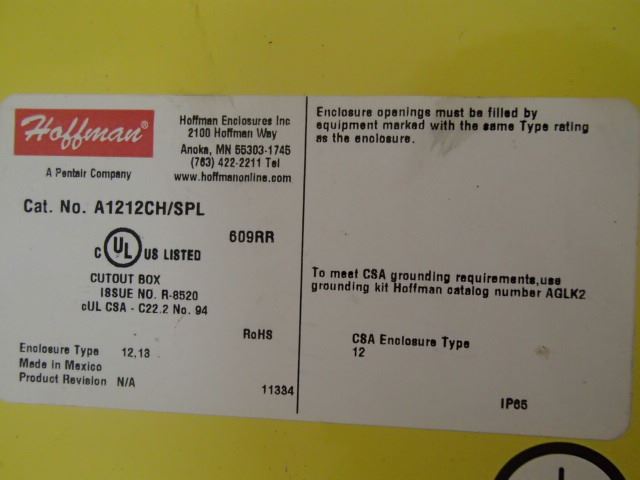 Hoffman®
A Pentair Company
Hoffman Enclosures Inc
2100 Hoffman Way
Anoka, MN 55303-1745
(763) 422-2211 Tel
www.hoffmanonline.com
Cat. No. A1212CH/SPL
609RR
C UL US LISTED
CUTOUT BOX
ISSUE NO. R-8520
cUL CSA - C22.2 No. 94
RoHS
Enclosure Type 12,13
Made in Mexico
Product Revision N/A
11334
Enclosure openings must be filled by
equipment marked with the same Type rating
as the enclosure.
To meet CSA grounding requirements,use
grounding kit Hoffman catalog number AGLK2
CSA Enclosure Type
12
IP65